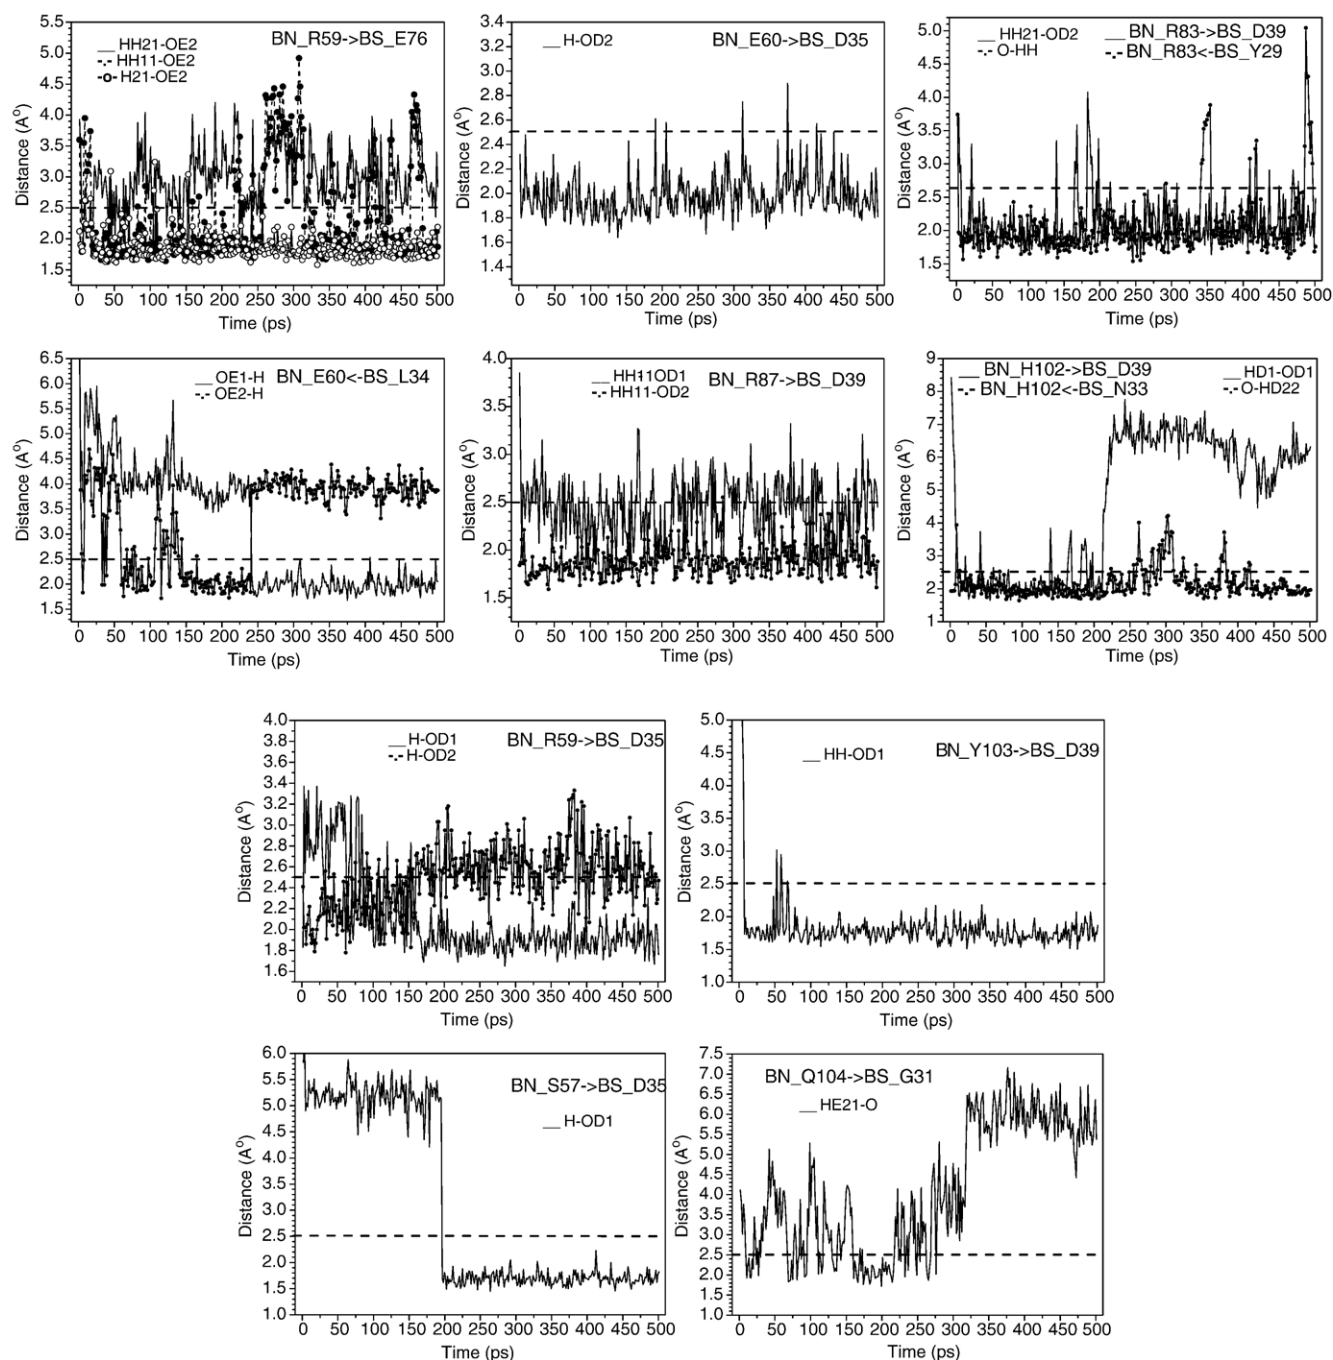 BN_R59->BS_E76
HH21-OE2
HH11-OE2
H21-OE2
Distance (A°)
5.5
5.0
4.5
4.0
3.5
3.0
2.5
2.0
1.5
0 50 100 150 200 250 300 350 400 450 500
Time (ps)
H-OD2
BN_E60->BS_D35
Distance (A°)
3.4
3.2
3.0
2.8
2.6
2.4
2.2
2.0
1.8
1.6
1.4
0 50 100 150 200 250 300 350 400 450 500
Time (ps)
HH21-OD2
BN_R83->BS_D39
O-HH
BN_R83<-BS_Y29
Distance (A°)
5.0
4.5
4.0
3.5
3.0
2.5
2.0
1.5
0 50 100 150 200 250 300 350 400 450 500
Time (ps)
OE1-H
OE2-H
BN_E60<-BS_L34
Distance (A°)
6.5
6.0
5.5
5.0
4.5
4.0
3.5
3.0
2.5
2.0
1.5
0 50 100 150 200 250 300 350 400 450 500
Time (ps)
HH11OD1
HH11-OD2
BN_R87->BS_D39
Distance (A°)
4.0
3.5
3.0
2.5
2.0
1.5
0 50 100 150 200 250 300 350 400 450 500
Time (ps)
BN_H102->BS_D39
HD1-OD1
BN_H102<-BS_N33
O-HD22
Distance (A°)
9
8
7
6
5
4
3
2
1
0 50 100 150 200 250 300 350 400 450 500
Time (ps)
H-OD1
H-OD2
BN_R59->BS_D35
Distance (A°)
4.0
3.8
3.6
3.4
3.2
3.0
2.8
2.6
2.4
2.2
2.0
1.8
1.6
0 50 100 150 200 250 300 350 400 450 500
Time (ps)
HH-OD1
BN_Y103->BS_D39
Distance (A°)
5.0
4.5
4.0
3.5
3.0
2.5
2.0
1.5
1.0
0 50 100 150 200 250 300 350 400 450 500
Time (ps)
BN_S57->BS_D35
H-OD1
Distance (A°)
6.0
5.5
5.0
4.5
4.0
3.5
3.0
2.5
2.0
1.5
1.0
0 50 100 150 200 250 300 350 400 450 500
Time (ps)
BN_Q104->BS_G31
HE21-O
Distance (A°)
7.5
7.0
6.5
6.0
5.5
5.0
4.5
4.0
3.5
3.0
2.5
2.0
1.5
1.0
0 50 100 150 200 250 300 350 400 450 500
Time (ps)